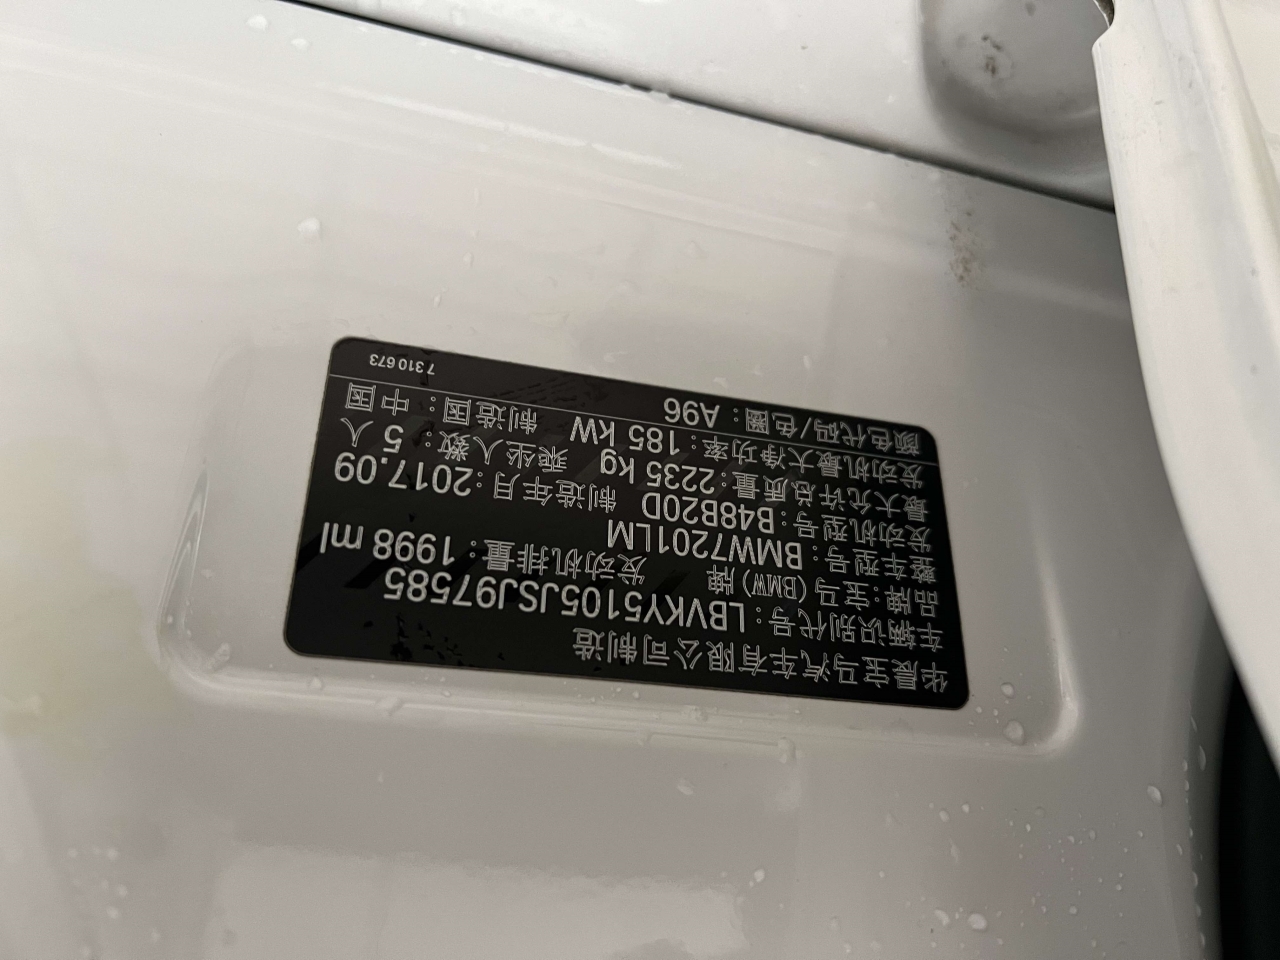 华晨宝马汽车有限公司制造
车辆识别代号：LBVKY5105JSJ97585
品牌：宝马（BMW）牌 发动机排量：1998 ml
整车型号：BMW7201LM
发动机型号：B48B20D 制造年月：2017.09
最大允许总质量：2235 kg 乘坐人数：5 人
发动机最大净功率：185 kW 制造国：中国
颜色代码/色圈：A96
7 310 673